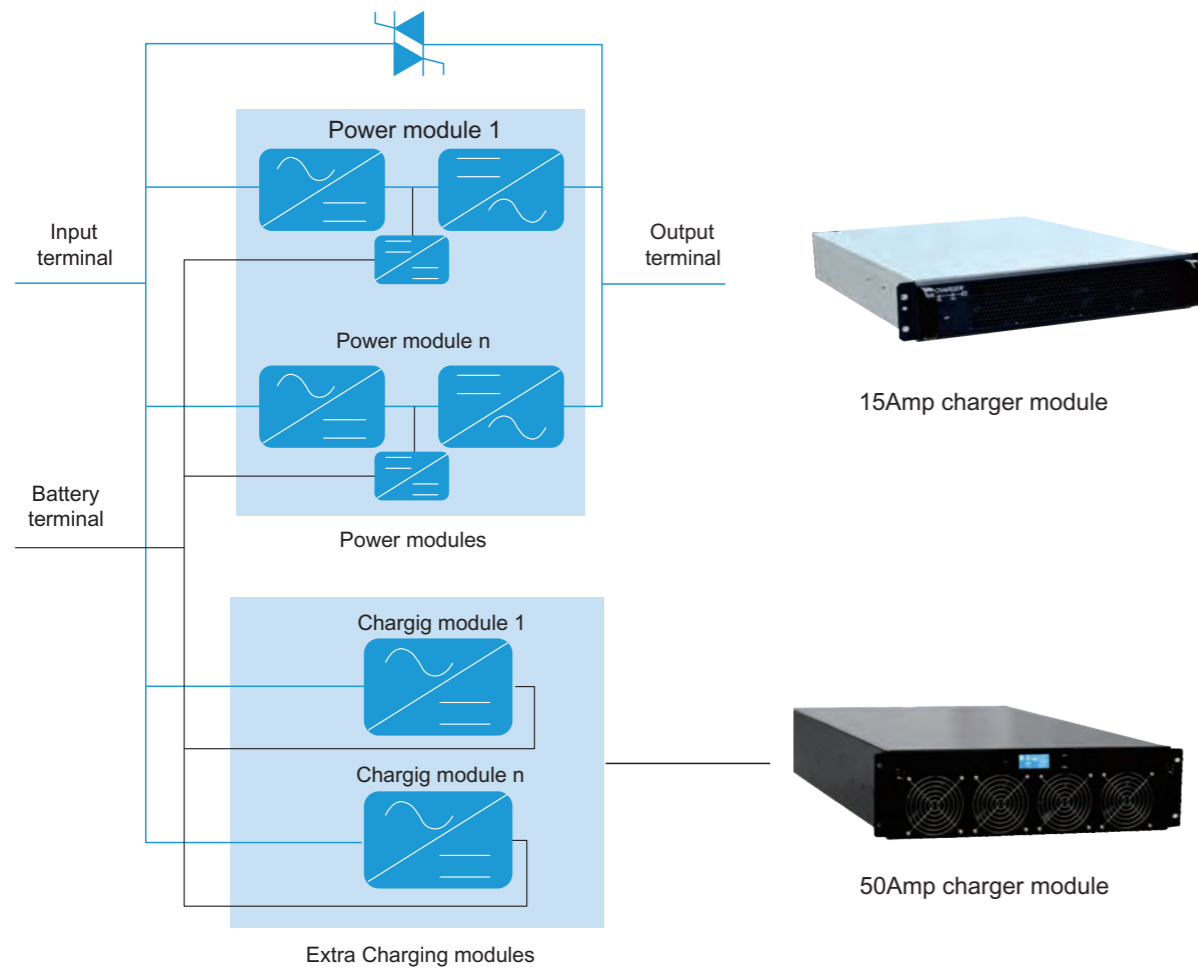 Power module 1
Input
terminal
Output
terminal
CHARGER
Power module n
15Amp charger module
Battery
terminal
Power modules
Chargig module 1
Chargig module n
50Amp charger module
Extra Charging modules